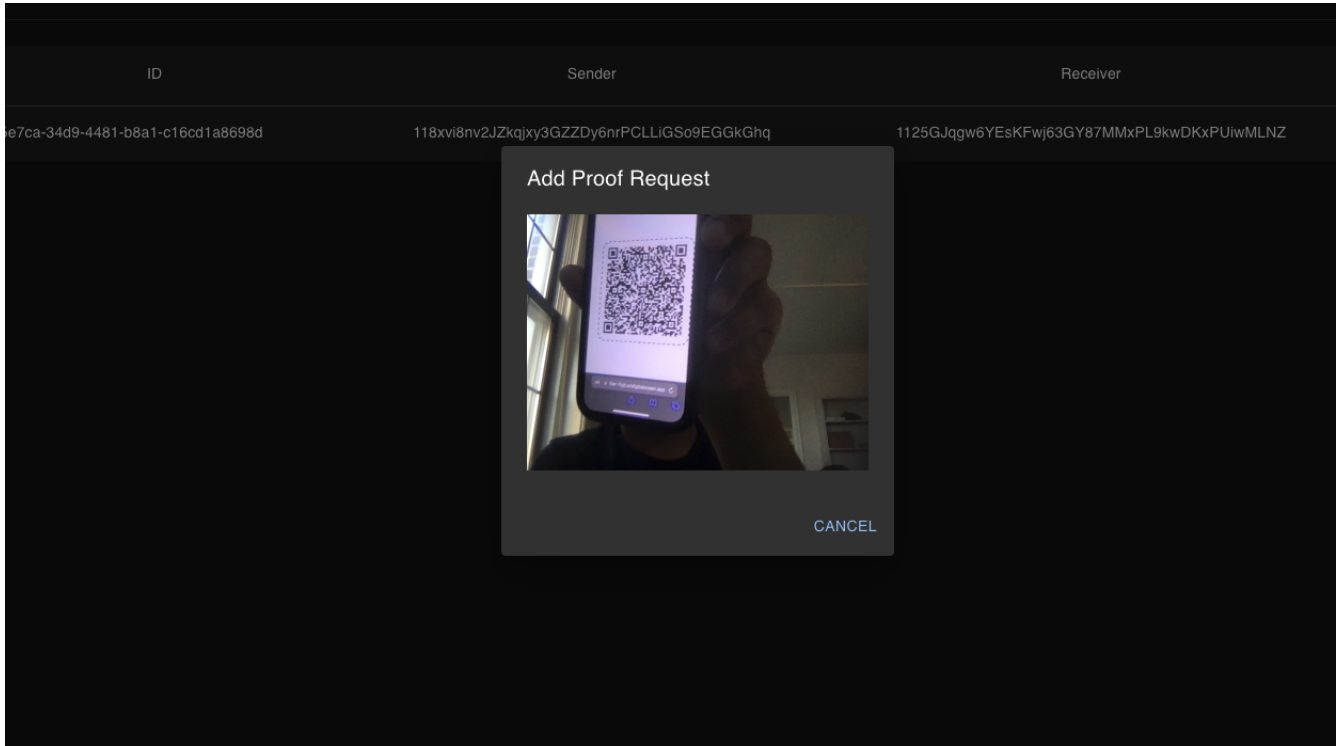 ID
Sender
Receiver
e7ca-34d9-4481-b8a1-c16cd1a8698d
118xvi8nv2JZkqjxy3GZZDy6nrPCLLiGSo9EGGkGhq
1125GJqgw6YEsKFwj63GY87MMxPL9kwDKxPUiwMLNZ
Add Proof Request
CANCEL